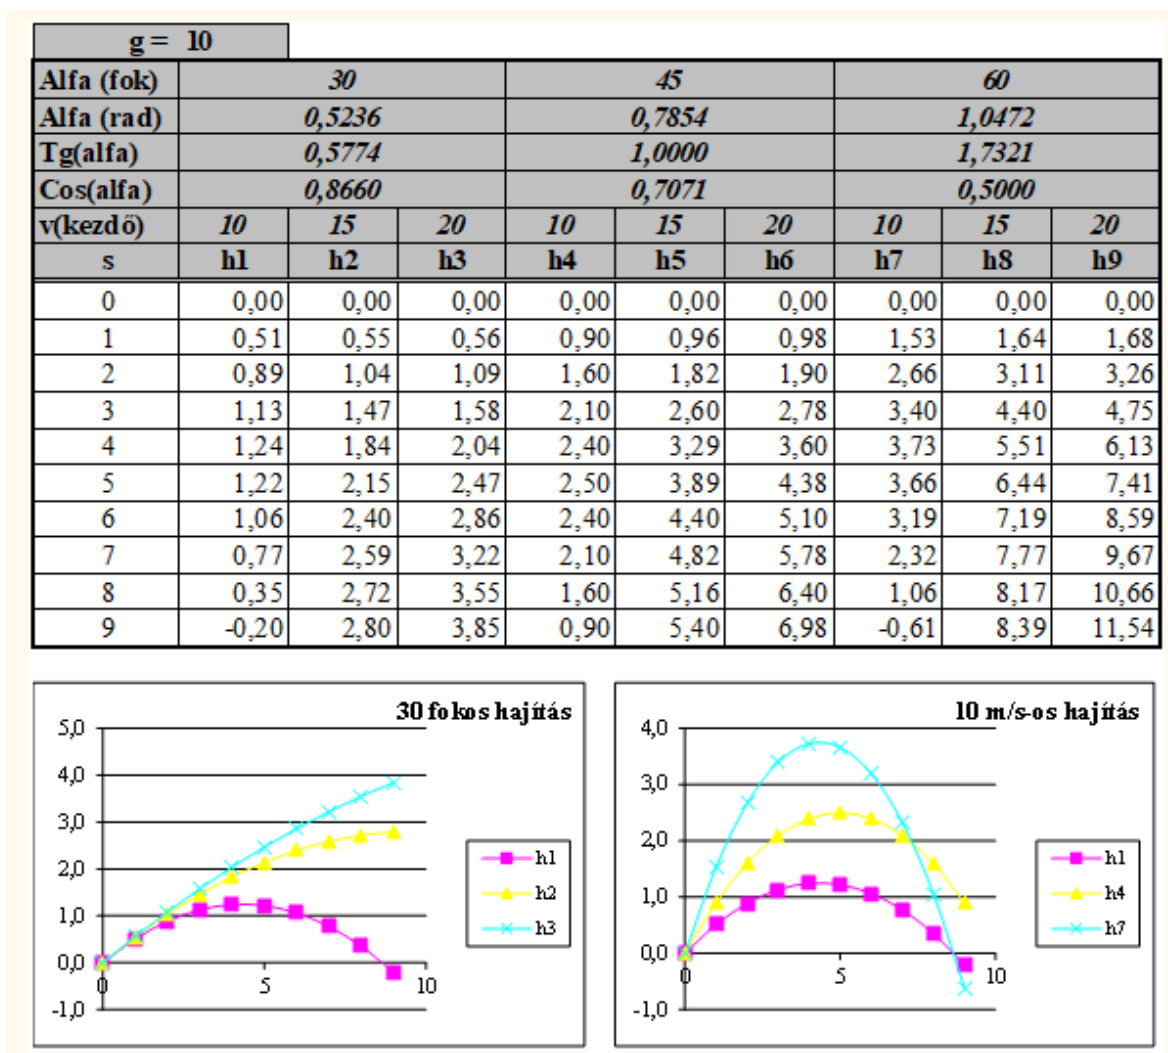 g = 10
Alfa (fok) 30 45 60
Alfa (rad) 0,5236 0,7854 1,0472
Tg(alfa) 0,5774 1,0000 1,7321
Cos(alfa) 0,8660 0,7071 0,5000
v(kezdő) 10 15 20 10 15 20 10 15 20
s h1 h2 h3 h4 h5 h6 h7 h8 h9
0 0,00 0,00 0,00 0,00 0,00 0,00 0,00 0,00 0,00
1 0,51 0,55 0,56 0,90 0,96 0,98 1,53 1,64 1,68
2 0,89 1,04 1,09 1,60 1,82 1,90 2,66 3,11 3,26
3 1,13 1,47 1,58 2,10 2,60 2,78 3,40 4,40 4,75
4 1,24 1,84 2,04 2,40 3,29 3,60 3,73 5,51 6,13
5 1,22 2,15 2,47 2,50 3,89 4,38 3,66 6,44 7,41
6 1,06 2,40 2,86 2,40 4,40 5,10 3,19 7,19 8,59
7 0,77 2,59 3,22 2,10 4,82 5,78 2,32 7,77 9,67
8 0,35 2,72 3,55 1,60 5,16 6,40 1,06 8,17 10,66
9 -0,20 2,80 3,85 0,90 5,40 6,98 -0,61 8,39 11,54
30 fokos hajítás
5,0
4,0
3,0
2,0
1,0
0,0
-1,0
0 5 10
h1
h2
h3
10 m/s-os hajítás
4,0
3,0
2,0
1,0
0,0
-1,0
0 5 10
h1
h4
h7